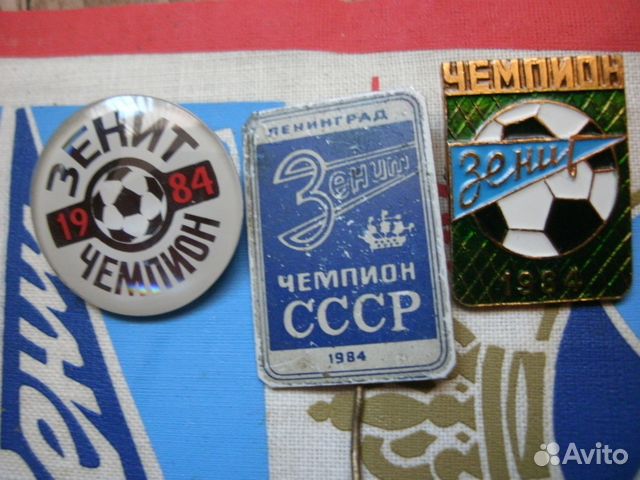 ЗЕНИТ
19 84
ЧЕМПИОН
ЛЕНИНГРАД
Зенит
ЧЕМПИОН
СССР
1984
ЧЕМПИОН
Зенит
1984
Avito